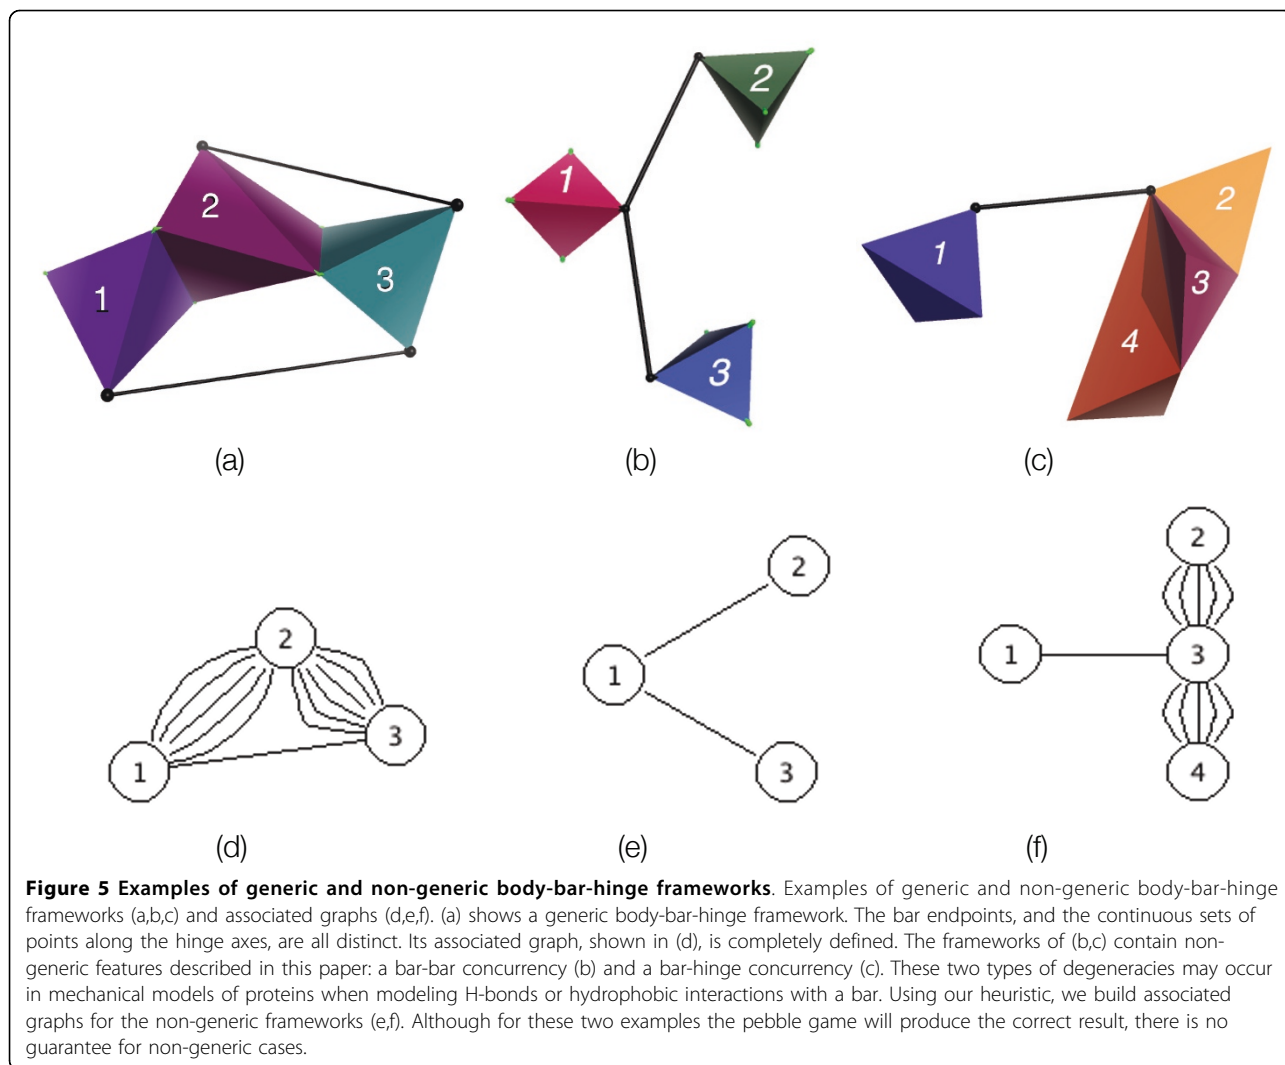 1
2
3
(a)
1
2
3
(b)
1
2
3
4
(c)
1
2
3
(d)
1
2
3
(e)
1
2
3
4
(f)
Figure 5 Examples of generic and non-generic body-bar-hinge frameworks. Examples of generic and non-generic body-bar-hinge
frameworks (a,b,c) and associated graphs (d,e,f). (a) shows a generic body-bar-hinge framework. The bar endpoints, and the continuous sets of
points along the hinge axes, are all distinct. Its associated graph, shown in (d), is completely defined. The frameworks of (b,c) contain non-
generic features described in this paper: a bar-bar concurrency (b) and a bar-hinge concurrency (c). These two types of degeneracies may occur
in mechanical models of proteins when modeling H-bonds or hydrophobic interactions with a bar. Using our heuristic, we build associated
graphs for the non-generic frameworks (e,f). Although for these two examples the pebble game will produce the correct result, there is no
guarantee for non-generic cases.